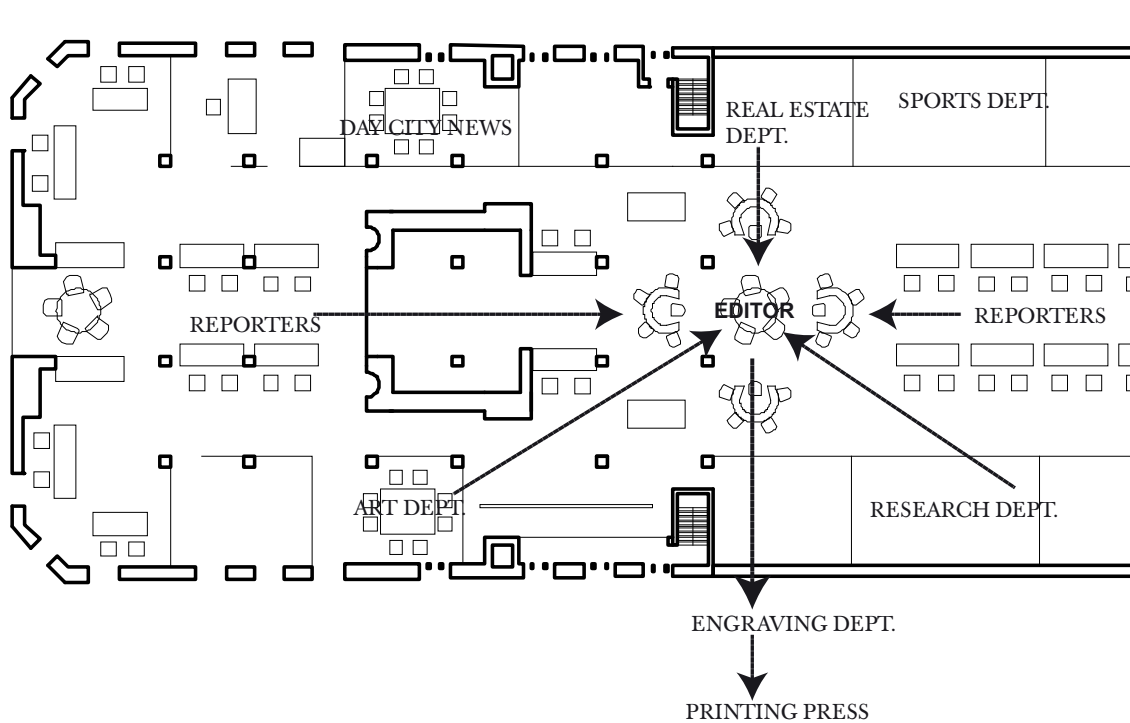 SPORTS DEPT.
REAL ESTATE
DEPT.
DAY CITY NEWS
EDITOR
REPORTERS
REPORTERS
ART DEPT.
RESEARCH DEPT.
ENGRAVING DEPT.
PRINTING PRESS